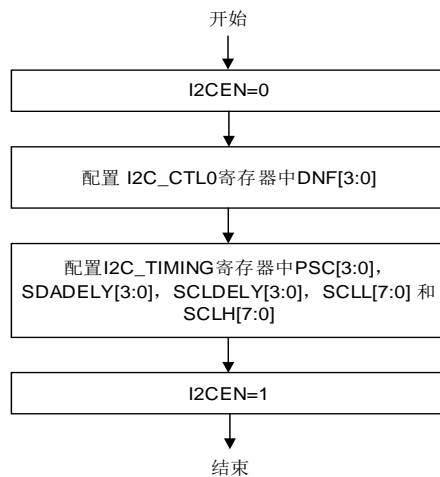 开始
I2CEN=0
配置 I2C_CTL0寄存器中DNF[3:0]
配置I2C_TIMING寄存器中PSC[3:0]，
SDADELY[3:0]，SCLDELY[3:0]，SCLL[7:0] 和
SCLH[7:0]
I2CEN=1
结束